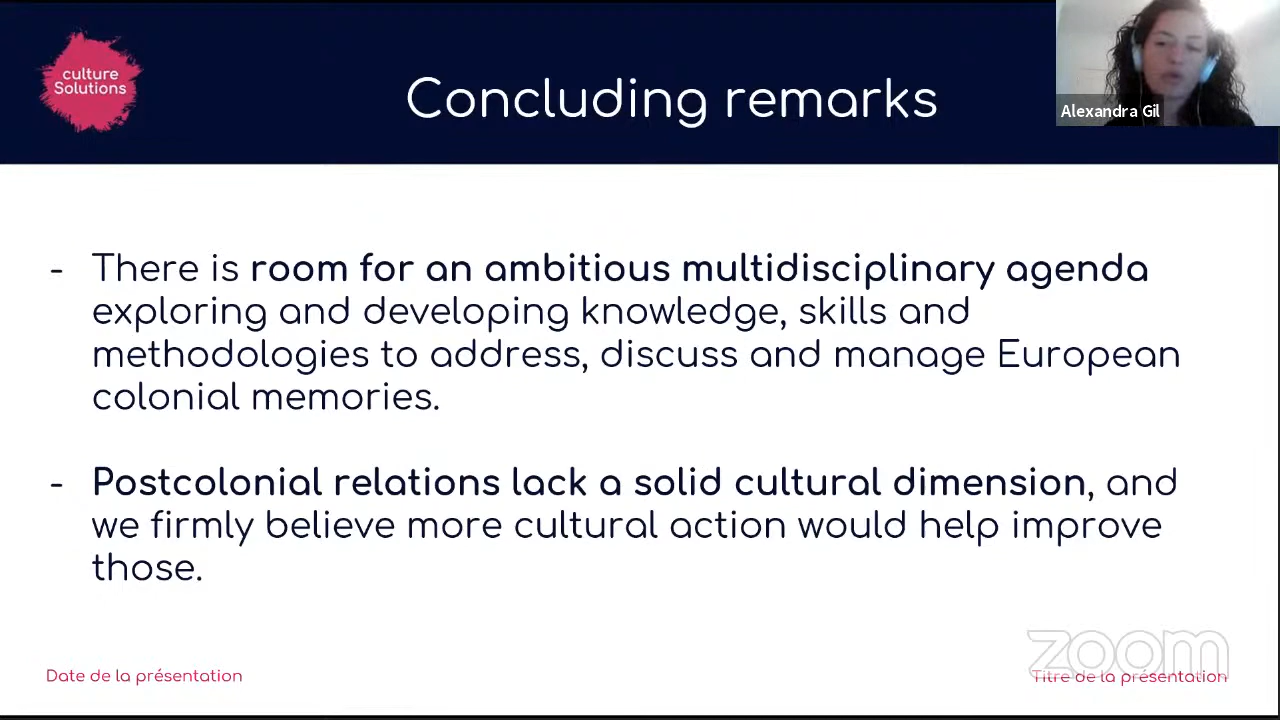 culture
Solutions
Concluding remarks
Alexandra Gil
- There is room for an ambitious multidisciplinary agenda
exploring and developing knowledge, skills and
methodologies to address, discuss and manage European
colonial memories.
- Postcolonial relations lack a solid cultural dimension, and
we firmly believe more cultural action would help improve
those.
zoom
Date de la présentation
Titre de la présentation